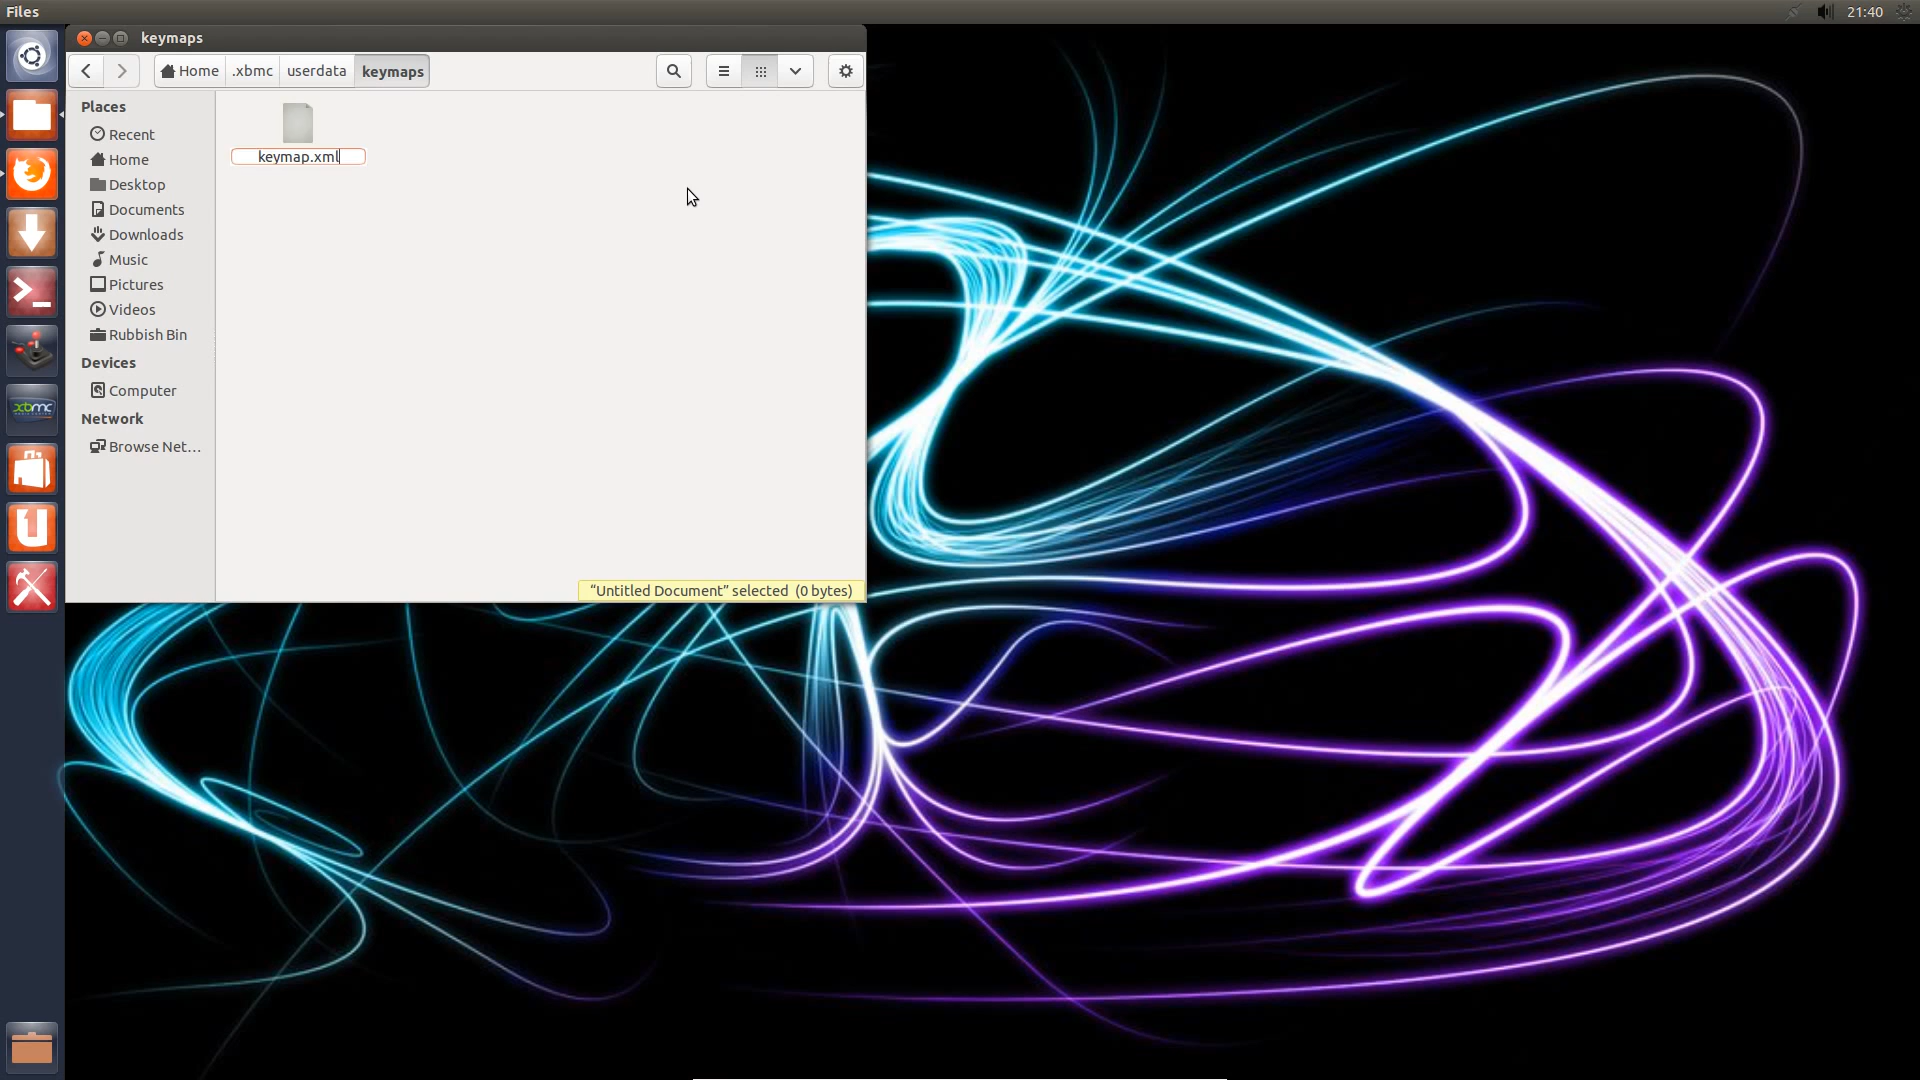 Files
21:40
keymaps
Home
.xbmc
userdata
keymaps
Places
Recent
Home
Desktop
Documents
Downloads
Music
Pictures
Videos
Rubbish Bin
Devices
Computer
Network
Browse Net…
keymap.xml
“Untitled Document” selected (0 bytes)
xbmc